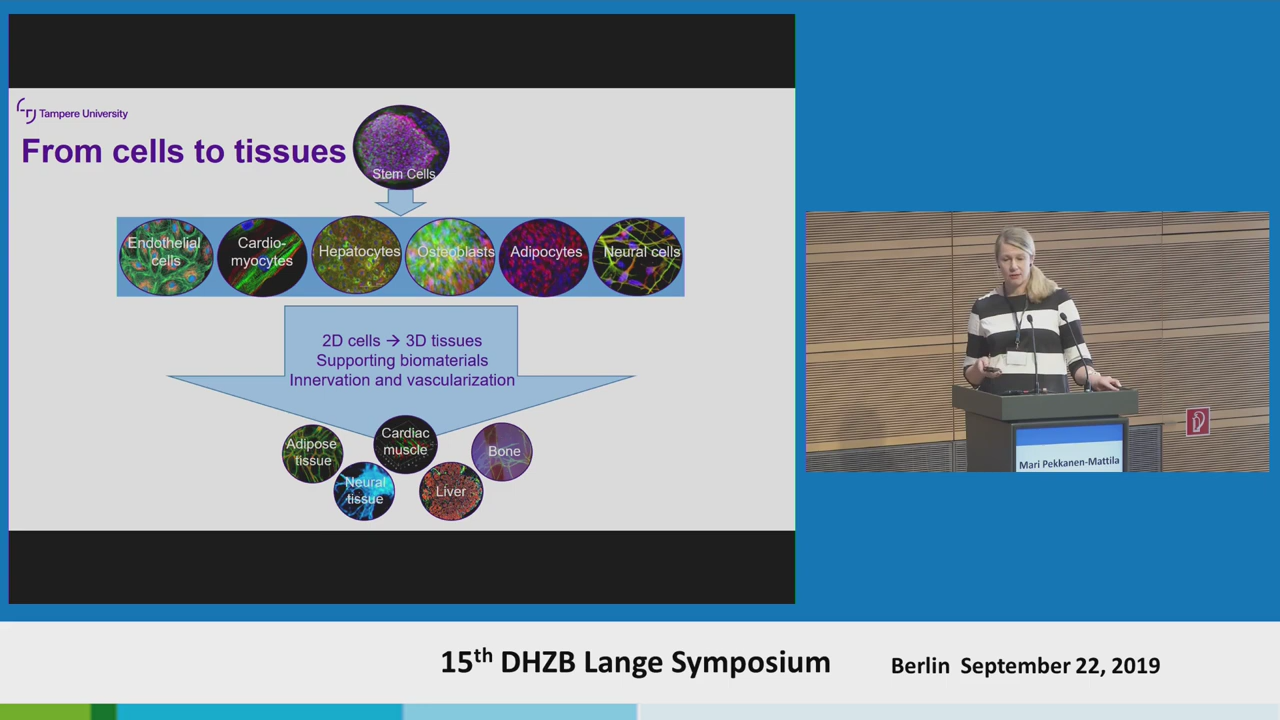 Tampere University
From cells to tissues
Stem Cells
Endothelial
cells
Cardio-
myocytes
Hepatocytes
Osteoblasts
Adipocytes
Neural cells
2D cells → 3D tissues
Supporting biomaterials
Innervation and vascularization
Adipose
tissue
Cardiac
muscle
Bone
Neural
tissue
Liver
Mari Pekkanen-Mattila
15th DHZB Lange Symposium
Berlin September 22, 2019